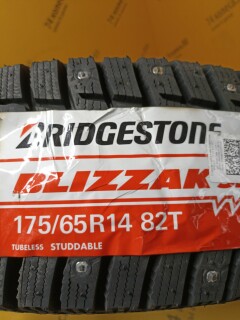 BRIDGESTONE
BLIZZAK
175/65R14 82T
TUBELESS STUDDABLE